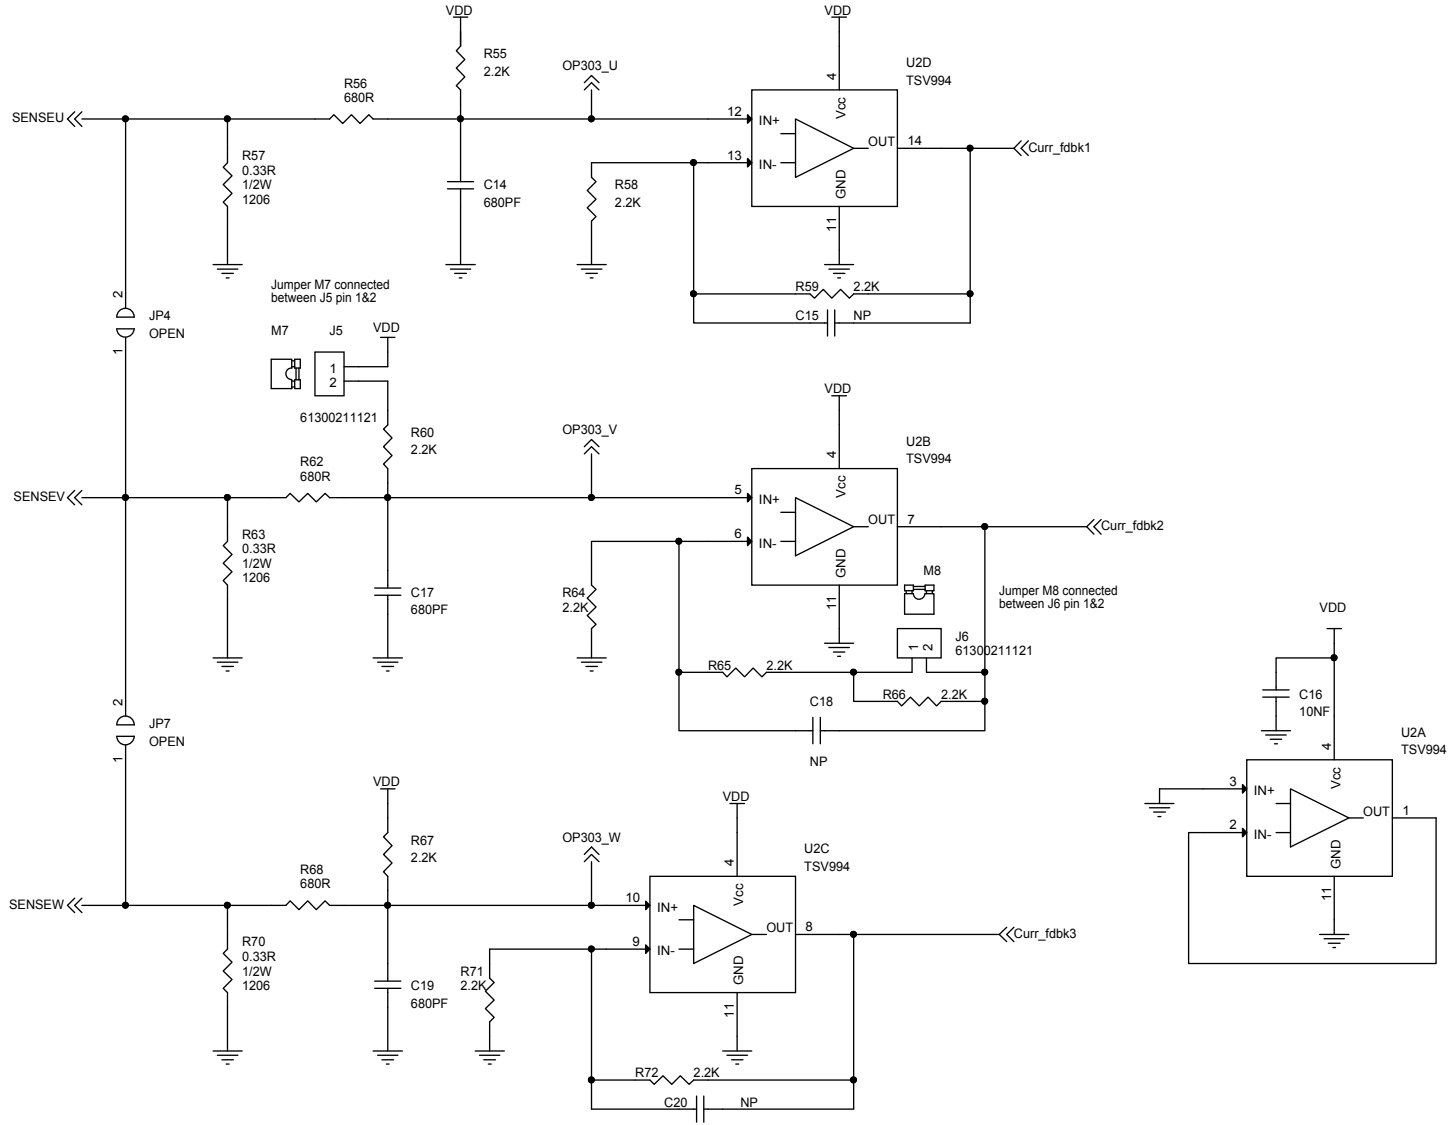 VDD
R55
2.2K
R56
680R
OP303_U
SENSEU
R57
0.33R
1/2W
1206
C14
680PF
R58
2.2K
VDD
U2D
TSV994
4
Vcc
12
IN+
13
IN-
OUT
14
GND
11
Curr_fdbk1
R59
2.2K
C15
NP
2
JP4
OPEN
1
Jumper M7 connected
between J5 pin 1&2
M7
J5
VDD
1
2
61300211121
R60
2.2K
R62
680R
OP303_V
SENSEV
R63
0.33R
1/2W
1206
C17
680PF
R64
2.2K
VDD
U2B
TSV994
4
Vcc
5
IN+
6
IN-
OUT
7
GND
11
Curr_fdbk2
M8
Jumper M8 connected
between J6 pin 1&2
1
2
J6
61300211121
R65
2.2K
R66
2.2K
C18
NP
2
JP7
OPEN
1
VDD
R67
2.2K
R68
680R
OP303_W
SENSEW
R70
0.33R
1/2W
1206
C19
680PF
R71
2.2K
VDD
U2C
TSV994
4
Vcc
10
IN+
9
IN-
OUT
8
GND
11
Curr_fdbk3
R72
2.2K
C20
NP
VDD
C16
10NF
4
U2A
TSV994
Vcc
3
IN+
2
IN-
OUT
1
GND
11